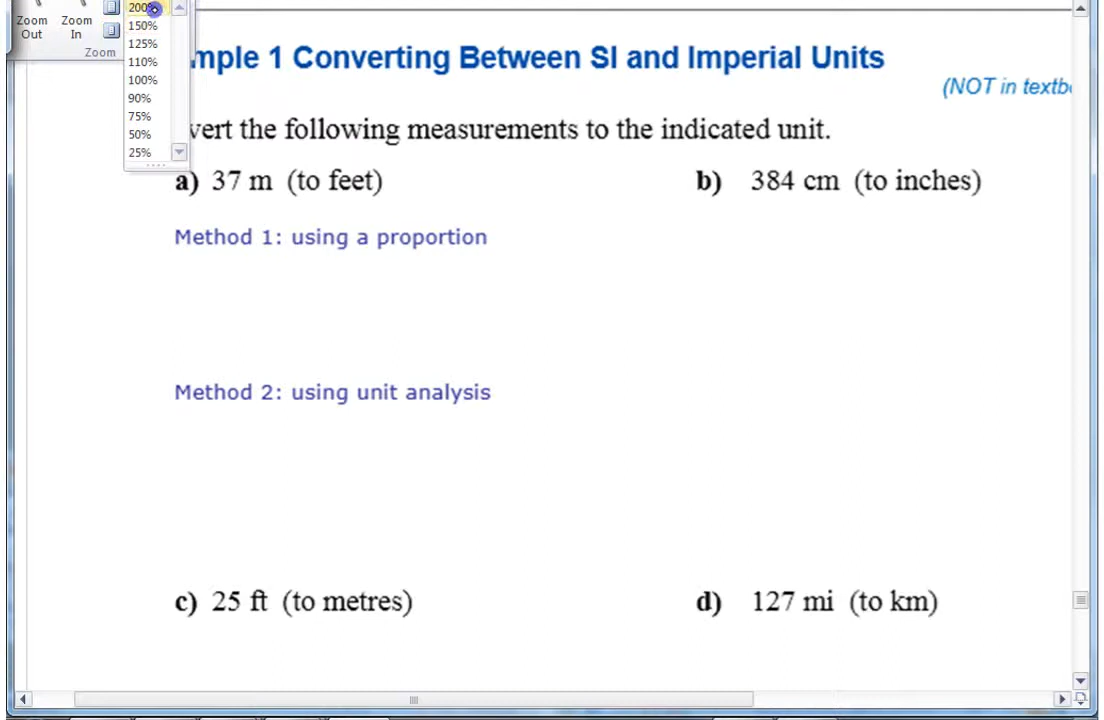 Zoom Out
Zoom In
Zoom
200%
150%
125%
110%
100%
90%
75%
50%
25%
mple 1 Converting Between SI and Imperial Units
(NOT in textb
vert the following measurements to the indicated unit.
a) 37 m (to feet)
b) 384 cm (to inches)
Method 1: using a proportion
Method 2: using unit analysis
c) 25 ft (to metres)
d) 127 mi (to km)